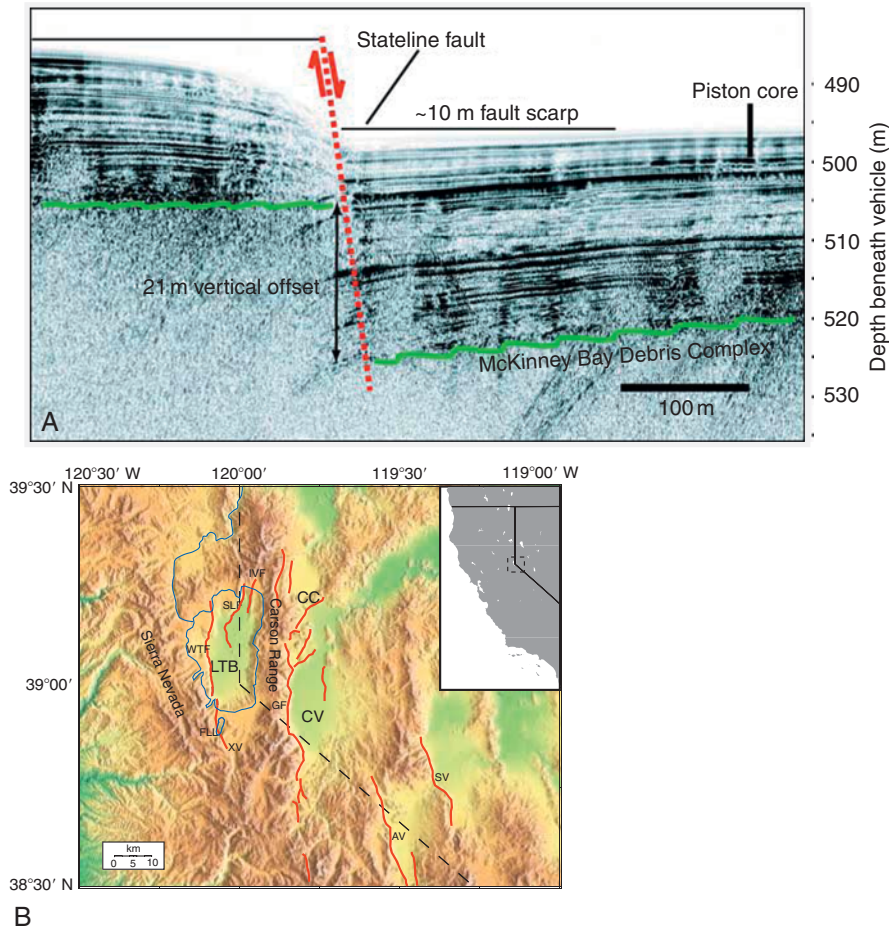 Stateline fault
~10 m fault scarp
Piston core
21 m vertical offset
McKinney Bay Debris Complex
100 m
A
490
500
510
520
530
Depth beneath vehicle (m)
120°30′ W
120°00′
119°30′
119°00′ W
39°30′ N
39°00′
38°30′ N
IVF
SLF
CC
Carson Range
Sierra Nevada
WTF
LTB
GF
CV
FLL
XV
SV
AV
km
0 5 10
B